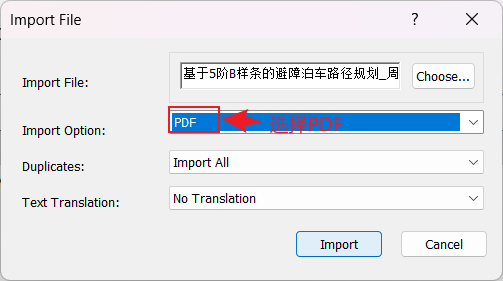 Import File
?
Import File:
基于5阶B样条的避障泊车路径规划_周
Choose...
Import Option:
PDF
选择PDF
Duplicates:
Import All
Text Translation:
No Translation
Import
Cancel